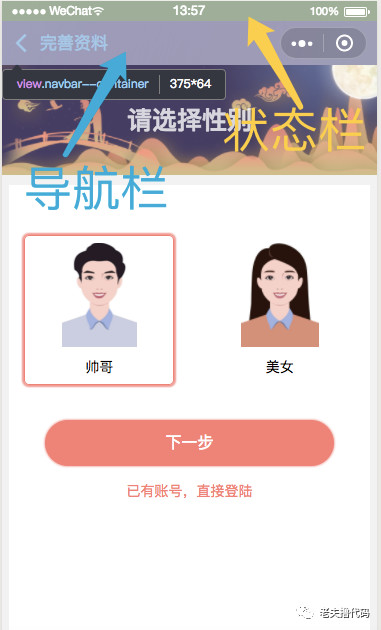 WeChat 13:57 100%
完善资料
view.navbar--container 375*64
请选择性别
状态栏
导航栏
帅哥
美女
下一步
已有账号，直接登陆
老夫撸代码